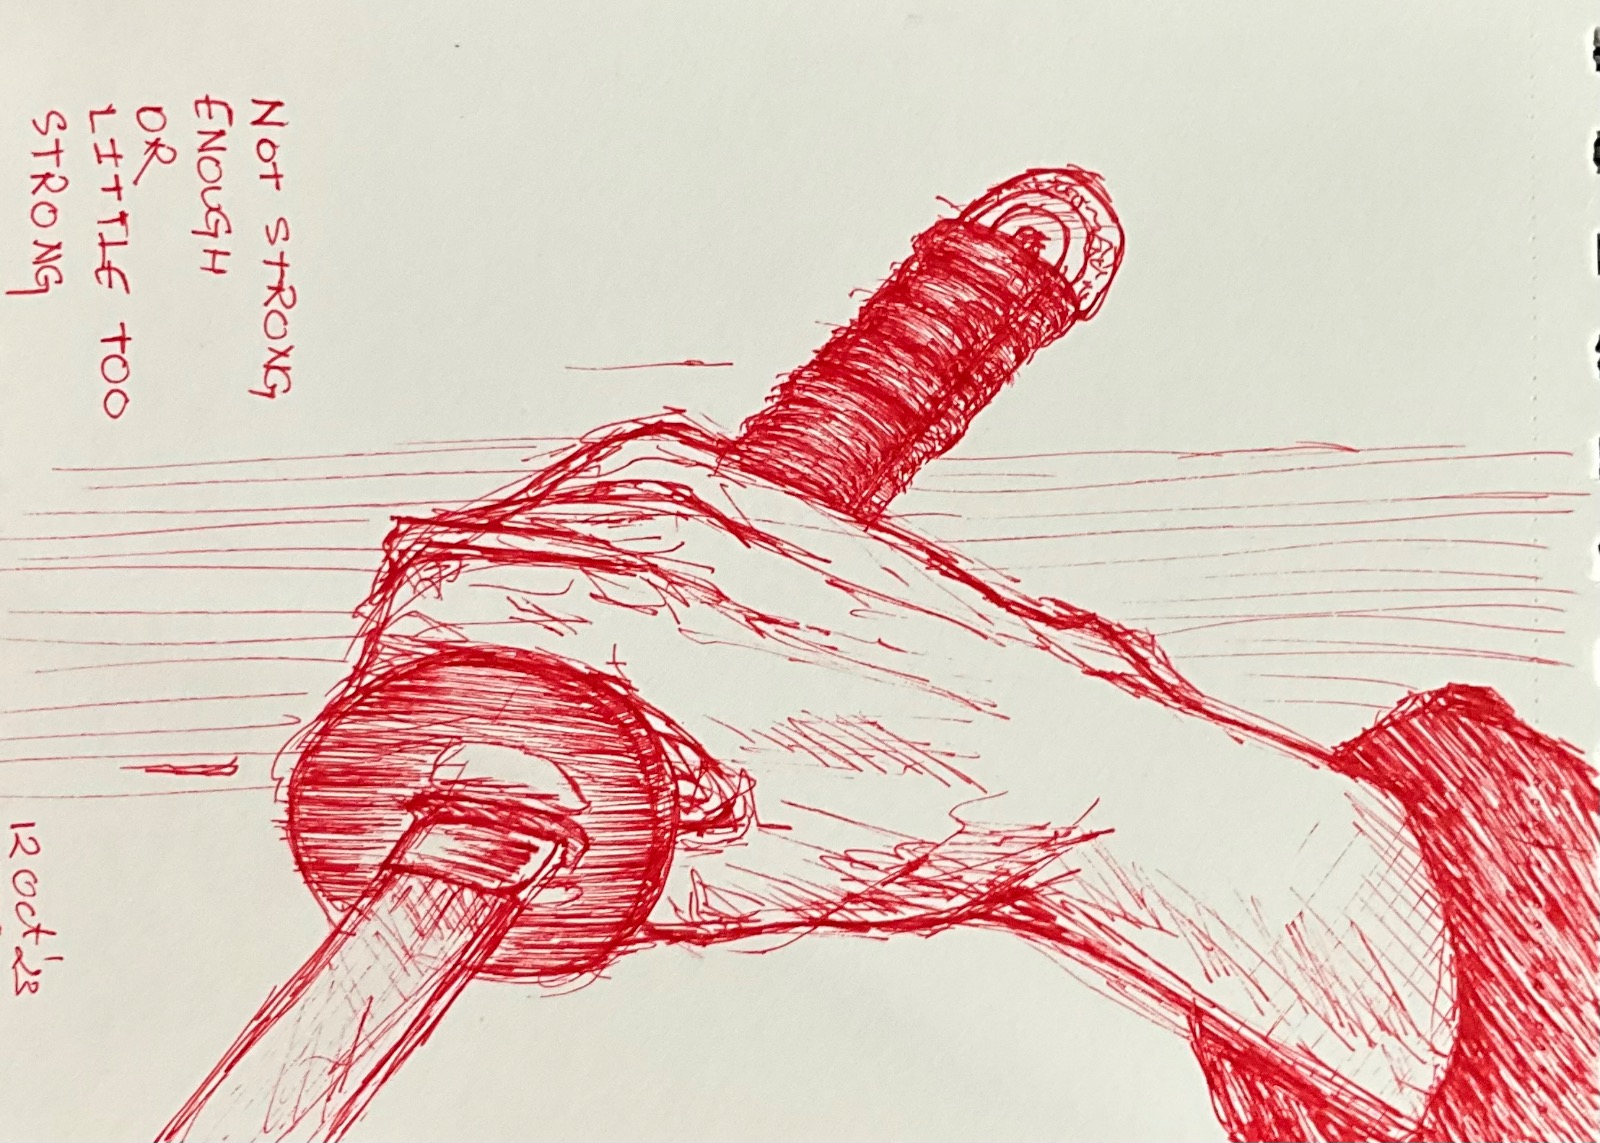 NOT STRONG
ENOUGH
OR
LITTLE TOO
STRONG
12 Oct '23